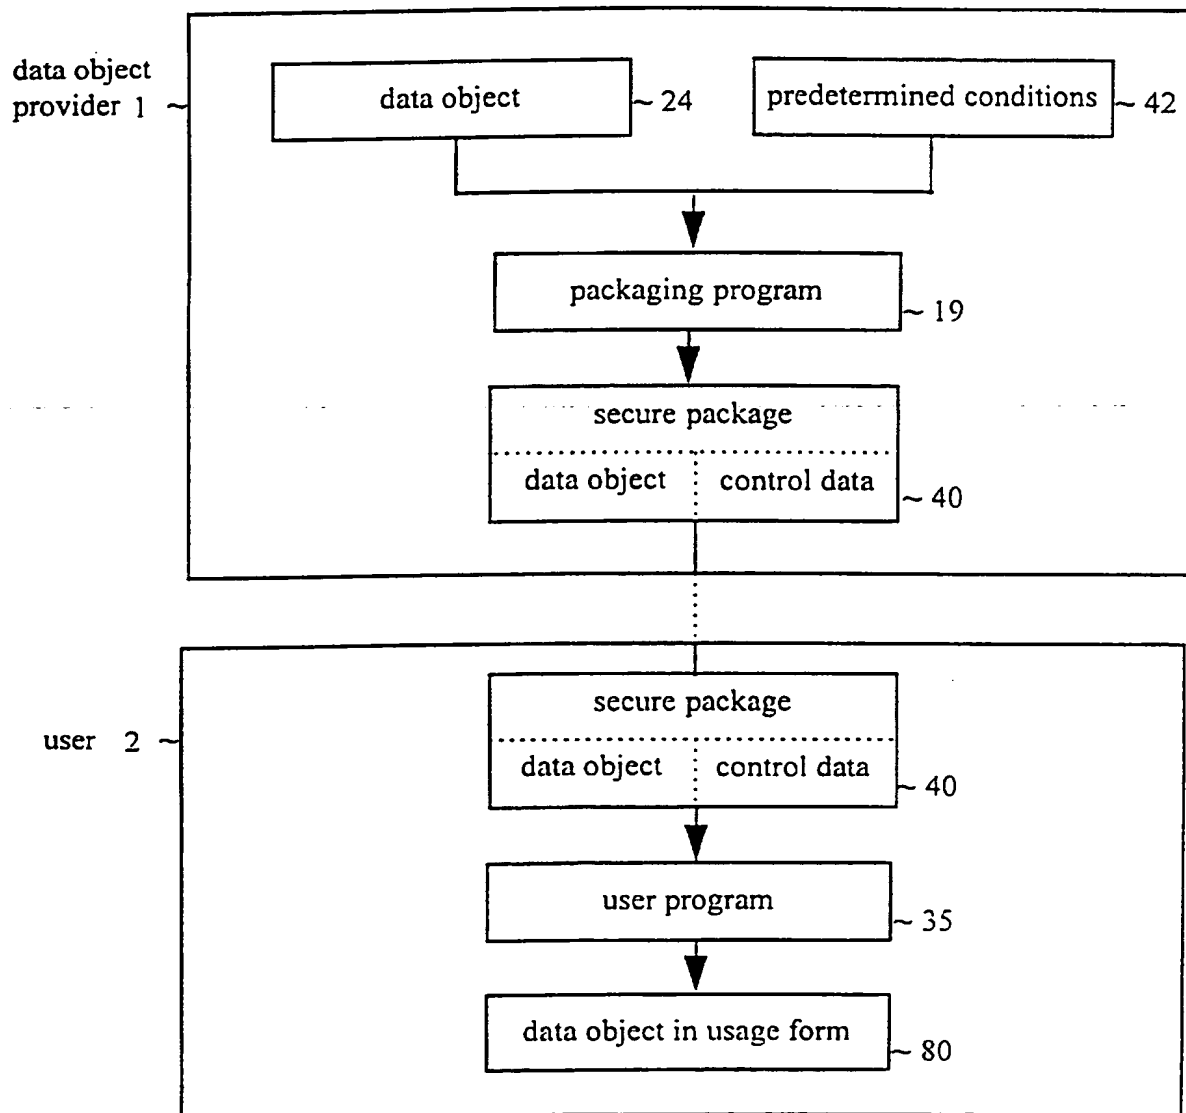 data object
provider 1 ~
data object ~ 24
predetermined conditions ~ 42
packaging program ~ 19
secure package
data object control data ~ 40
user 2 ~
secure package
data object control data ~ 40
user program ~ 35
data object in usage form ~ 80